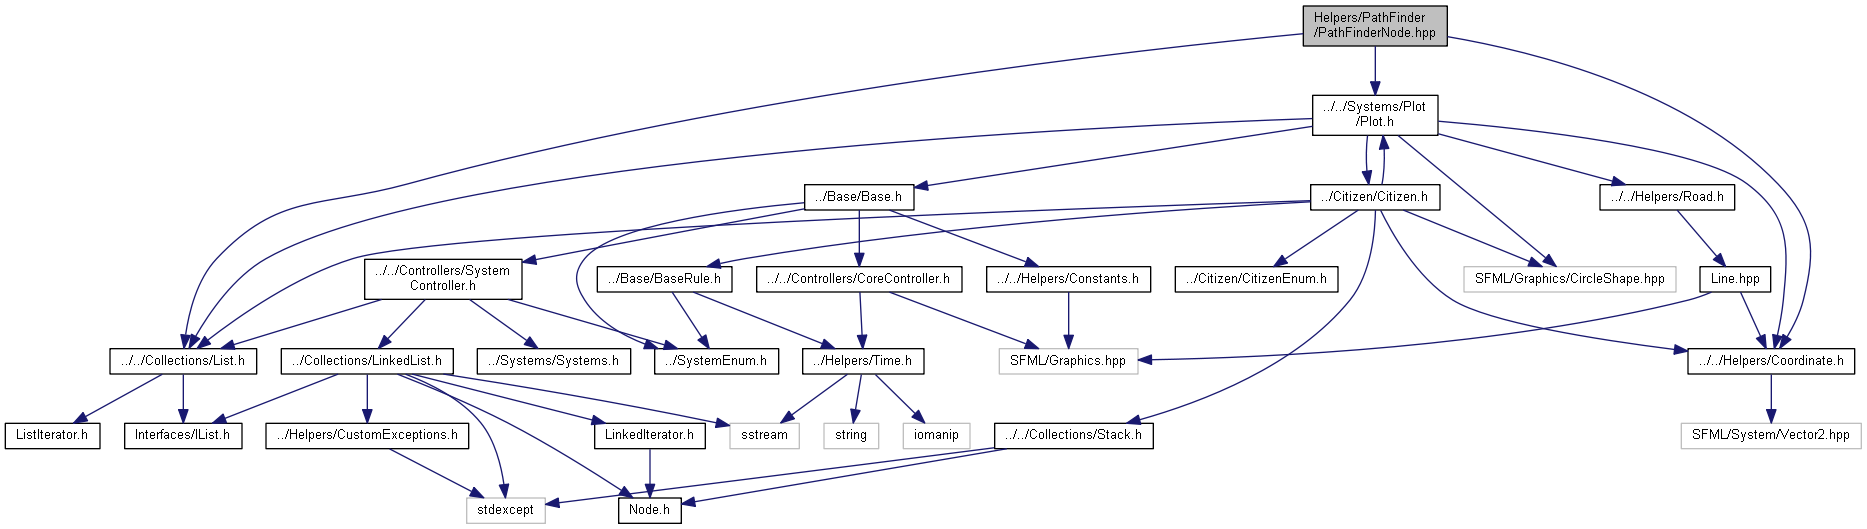 Helpers/PathFinder
/PathFinderNode.hpp
../../Systems/Plot
/Plot.h
../Base/Base.h
../Citizen/Citizen.h
../../Helpers/Road.h
../../Controllers/System
Controller.h
../Base/BaseRule.h
../../Controllers/CoreController.h
../../Helpers/Constants.h
../Citizen/CitizenEnum.h
SFML/Graphics/CircleShape.hpp
Line.hpp
../../Collections/List.h
../Collections/LinkedList.h
../Systems/Systems.h
../SystemEnum.h
../Helpers/Time.h
SFML/Graphics.hpp
../../Helpers/Coordinate.h
ListIterator.h
Interfaces/IList.h
../Helpers/CustomExceptions.h
LinkedIterator.h
sstream
string
iomanip
../../Collections/Stack.h
SFML/System/Vector2.hpp
stdexcept
Node.h